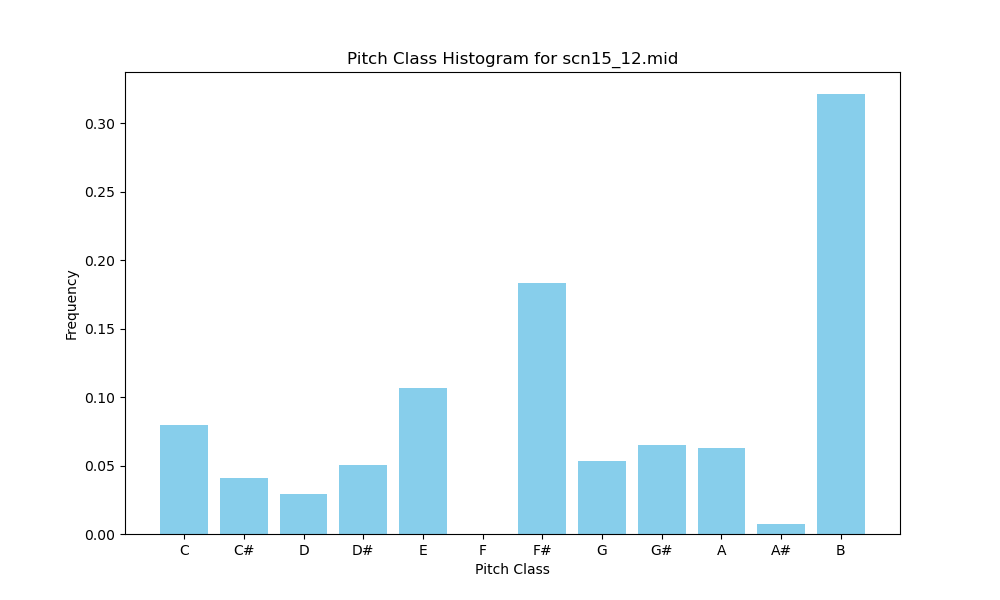 Pitch Class Histogram for scn15_12.mid
Frequency
0.30
0.25
0.20
0.15
0.10
0.05
0.00
C C# D D# E F F# G G# A A# B
Pitch Class